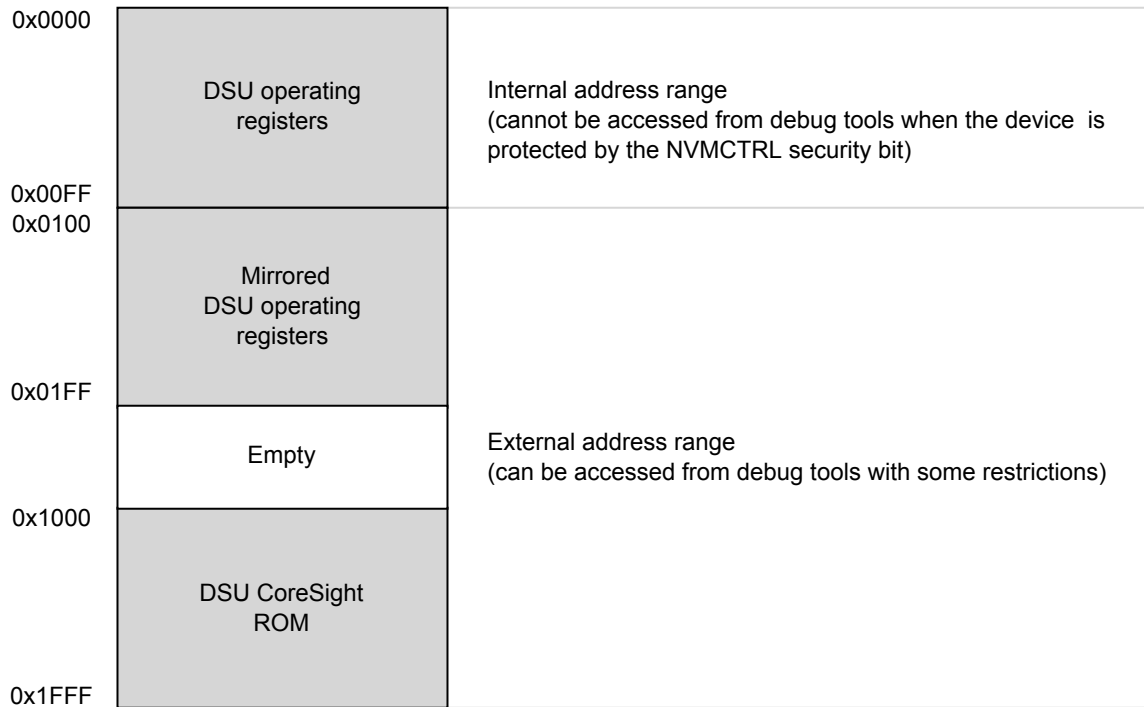 0x0000
DSU operating
registers
Internal address range
(cannot be accessed from debug tools when the device is
protected by the NVMCTRL security bit)
0x00FF
0x0100
Mirrored
DSU operating
registers
0x01FF
Empty
External address range
(can be accessed from debug tools with some restrictions)
0x1000
DSU CoreSight
ROM
0x1FFF